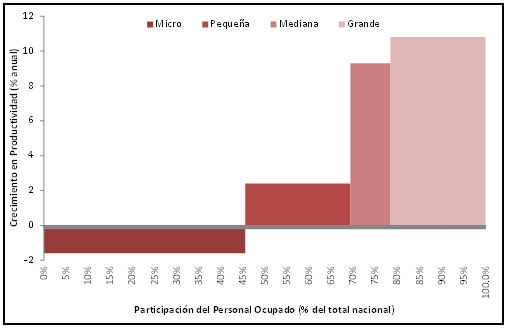 12
Micro Pequeña Mediana Grande
10
8
6
4
2
0
-2
Crecimiento en Productividad (% anual)
0% 5% 10% 15% 20% 25% 30% 35% 40% 45% 50% 55% 60% 65% 70% 75% 80% 85% 90% 95% 100.0%
Participación del Personal Ocupado (% del total nacional)